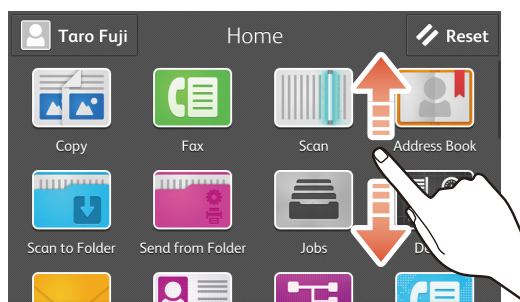 Taro Fuji
Home
Reset
Copy
Fax
Scan
Address Book
Scan to Folder
Send from Folder
Jobs